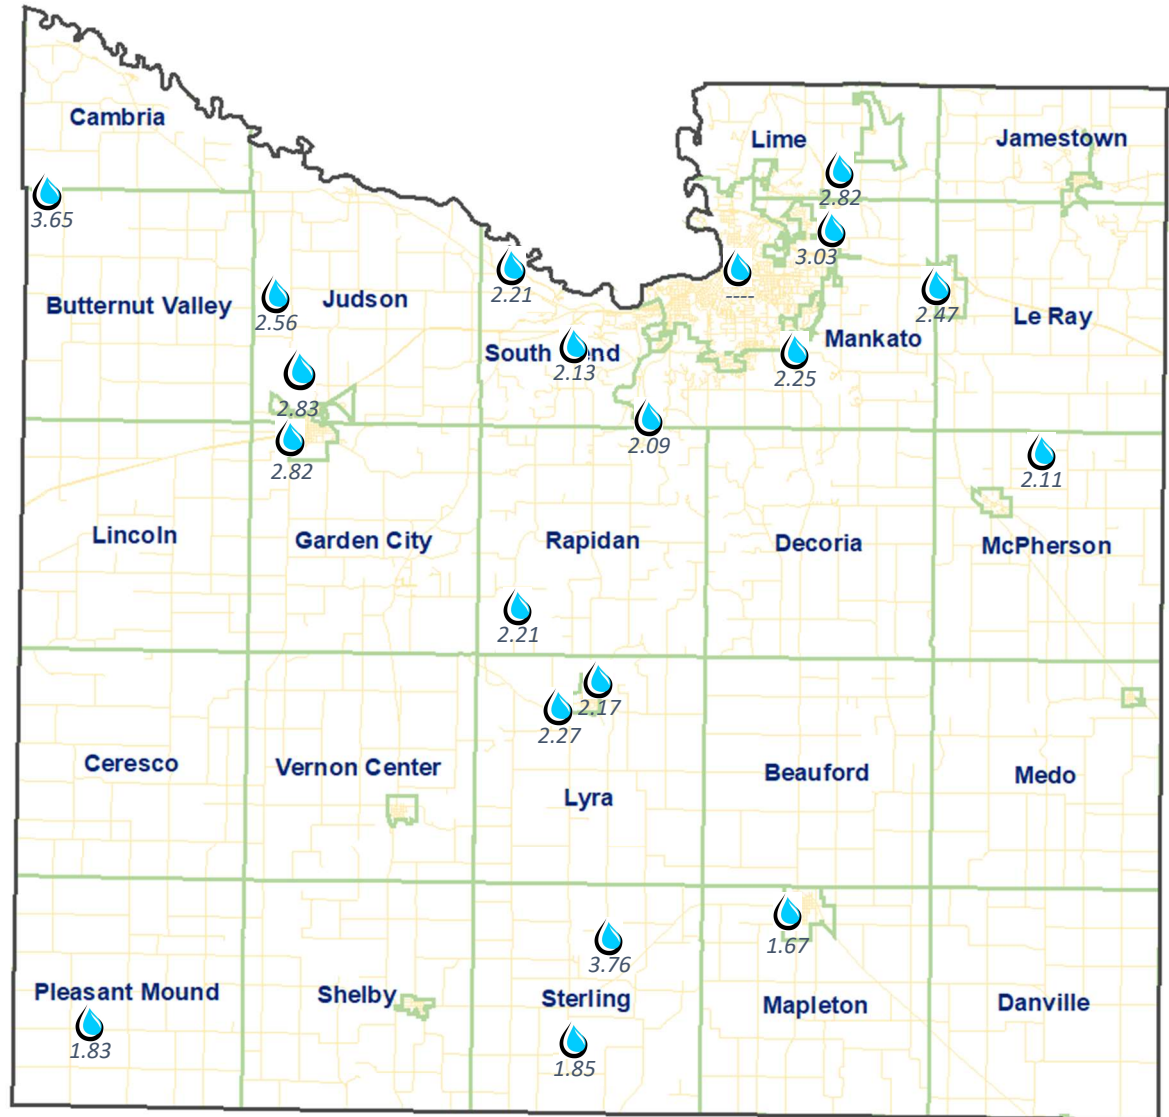 Cambria
Lime
Jamestown
2.82
3.65
3.03
Butternut Valley
Judson
2.56
2.21
----
2.47
Le Ray
South
nd
2.13
Mankato
2.25
2.83
2.09
2.82
2.11
Lincoln
Garden City
Rapidan
Decoria
McPherson
2.21
2.17
2.27
Ceresco
Vernon Center
Lyra
Beauford
Medo
1.67
3.76
Pleasant Mound
Shelby
Sterling
Mapleton
Danville
1.83
1.85